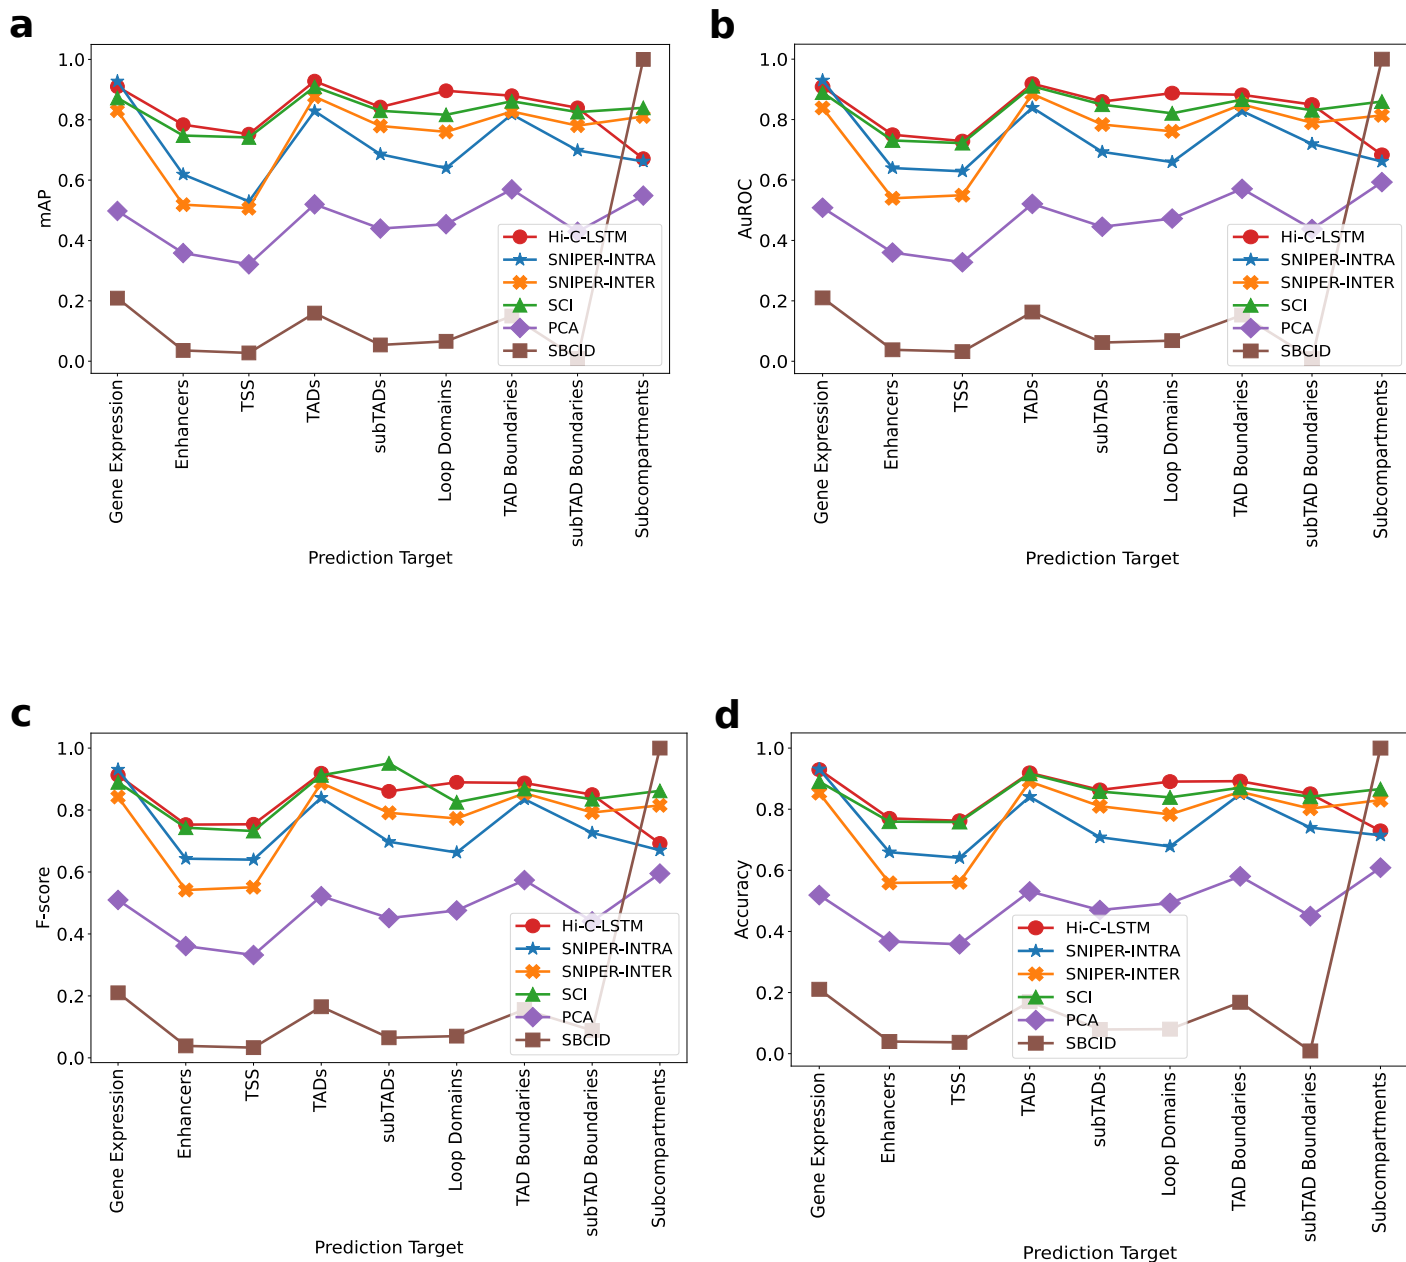 a
1.0
0.8
0.6
0.4
0.2
0.0
mAP
Hi-C-LSTM
SNIPER-INTRA
SNIPER-INTER
SCI
PCA
SBCID
Gene Expression
Enhancers
TSS
TADs
subTADs
Loop Domains
TAD Boundaries
subTAD Boundaries
Subcompartments
Prediction Target
b
1.0
0.8
0.6
0.4
0.2
0.0
AuROC
Hi-C-LSTM
SNIPER-INTRA
SNIPER-INTER
SCI
PCA
SBCID
Gene Expression
Enhancers
TSS
TADs
subTADs
Loop Domains
TAD Boundaries
subTAD Boundaries
Subcompartments
Prediction Target
c
1.0
0.8
0.6
0.4
0.2
0.0
F-score
Hi-C-LSTM
SNIPER-INTRA
SNIPER-INTER
SCI
PCA
SBCID
Gene Expression
Enhancers
TSS
TADs
subTADs
Loop Domains
TAD Boundaries
subTAD Boundaries
Subcompartments
Prediction Target
d
1.0
0.8
0.6
0.4
0.2
0.0
Accuracy
Hi-C-LSTM
SNIPER-INTRA
SNIPER-INTER
SCI
PCA
SBCID
Gene Expression
Enhancers
TSS
TADs
subTADs
Loop Domains
TAD Boundaries
subTAD Boundaries
Subcompartments
Prediction Target